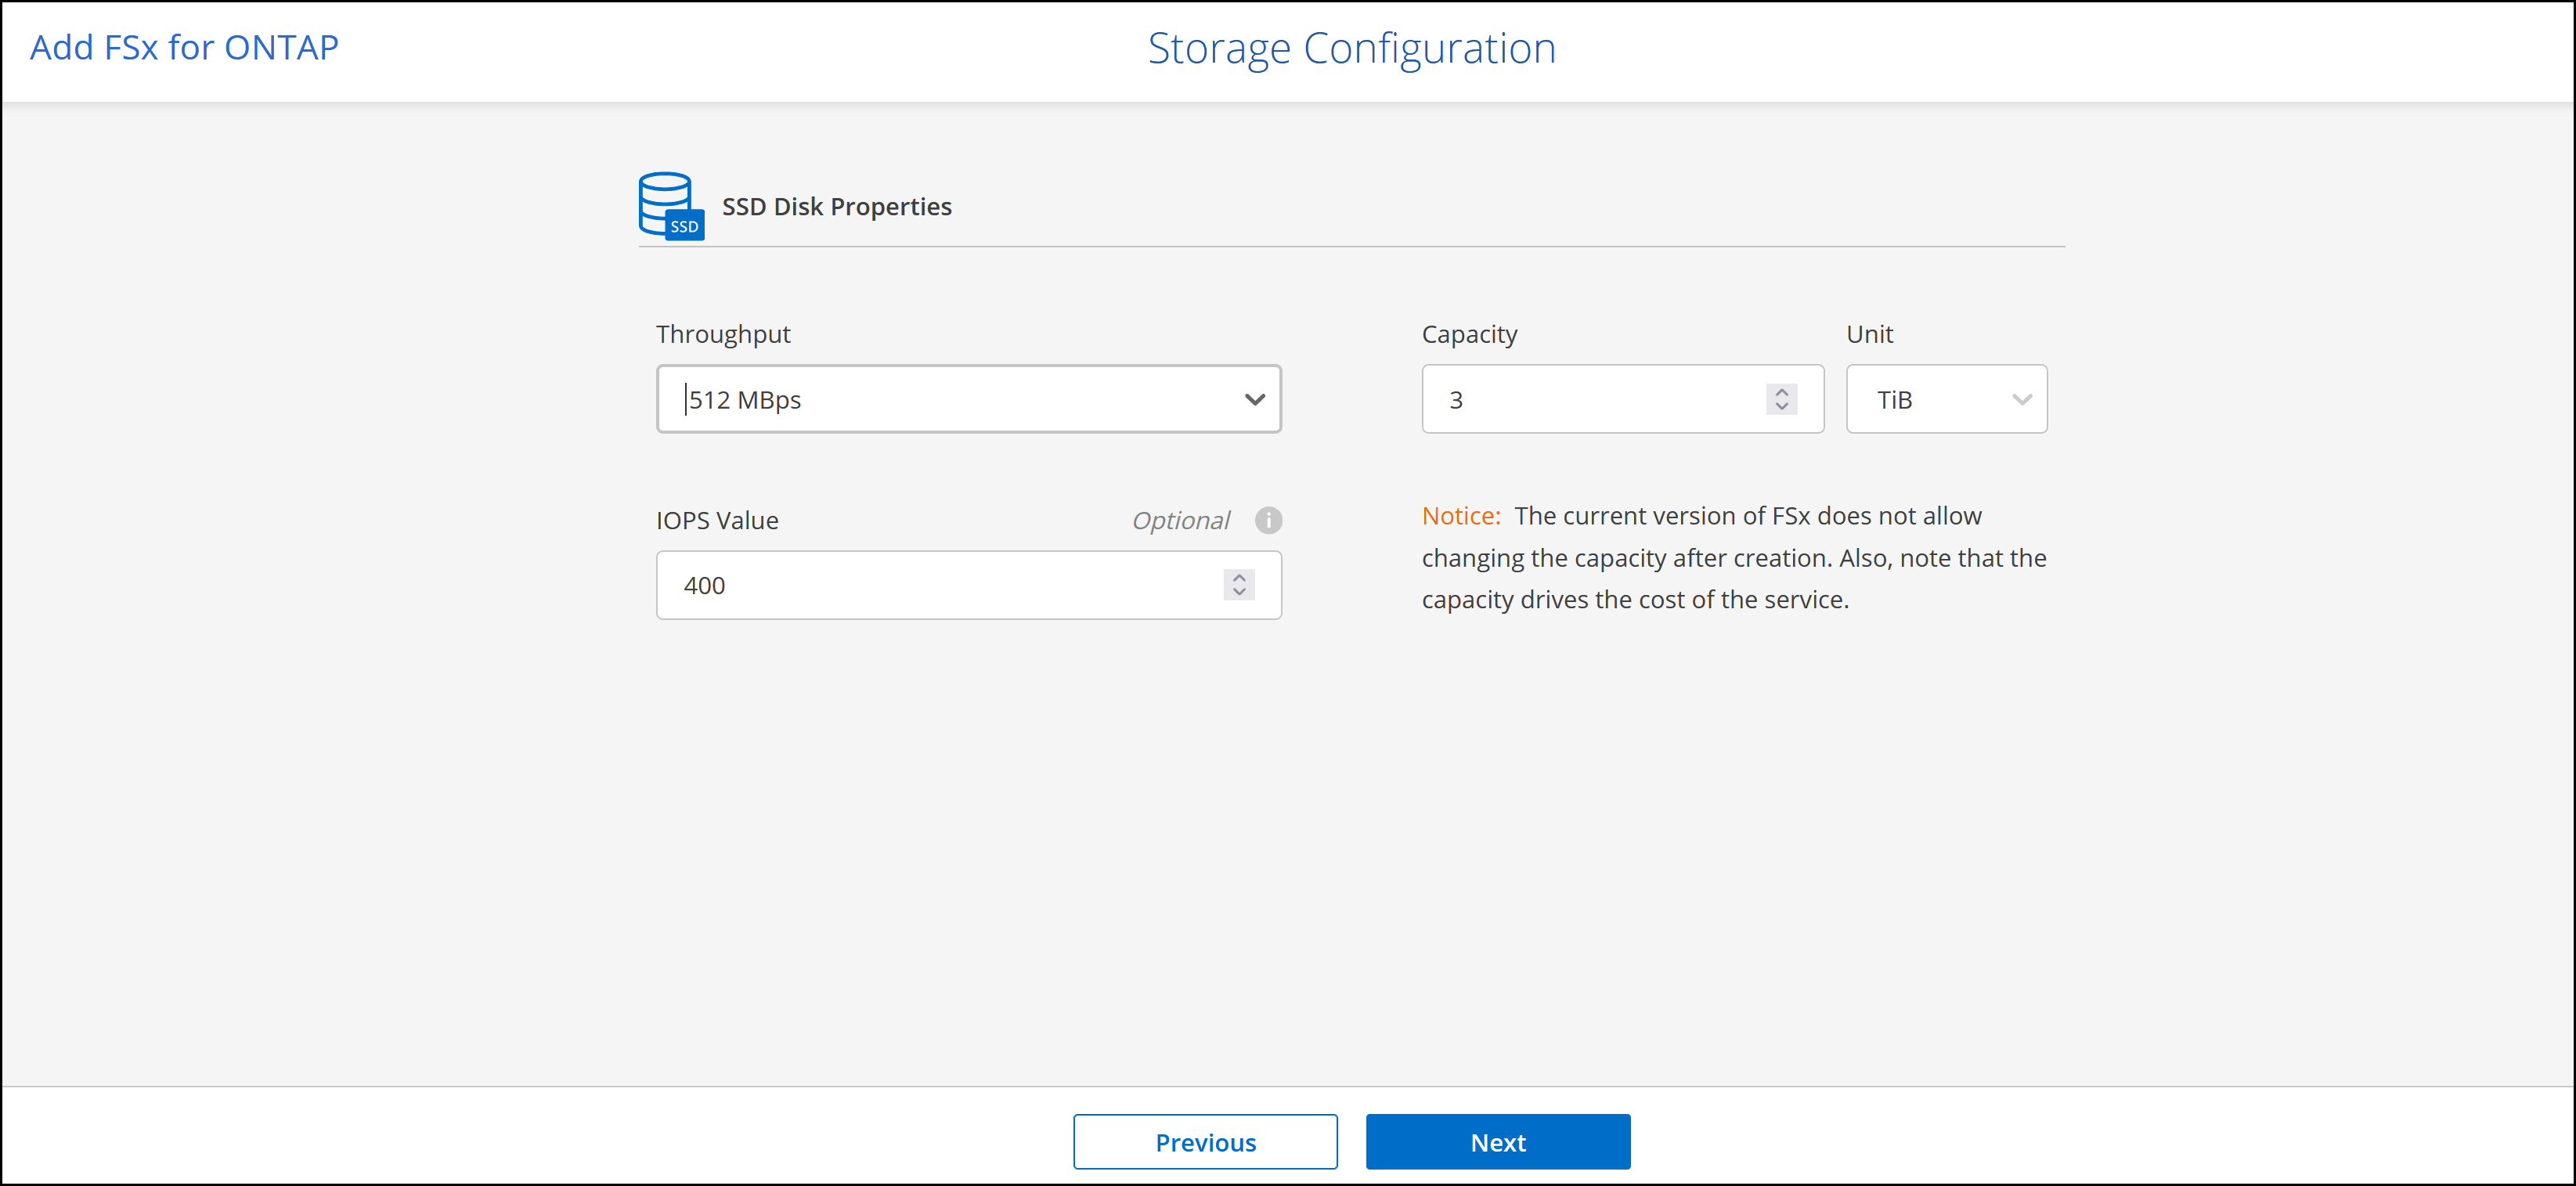 Add FSx for ONTAP
Storage Configuration
SSD
SSD Disk Properties
Throughput
512 MBps
Capacity
3
Unit
TiB
IOPS Value
Optional
400
Notice: The current version of FSx does not allow
changing the capacity after creation. Also, note that the
capacity drives the cost of the service.
Previous
Next